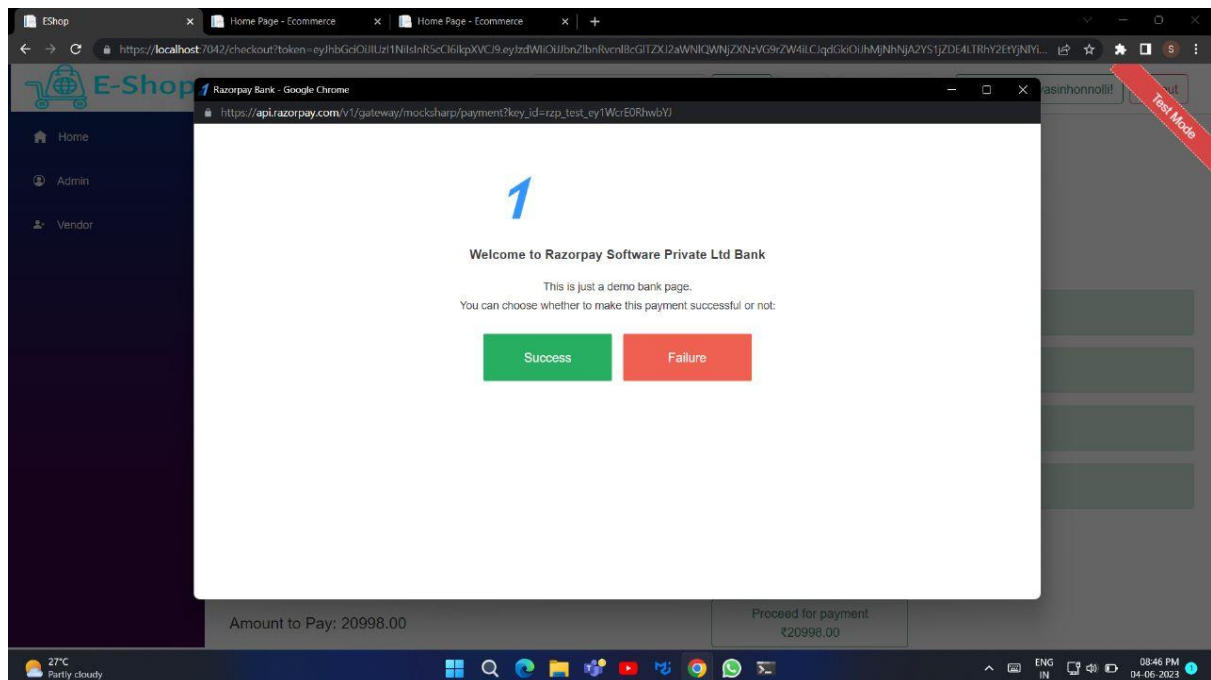 EShop
Home Page - Ecommerce
Home Page - Ecommerce
https://localhost:7042/checkout?token=
E-Shop
Razorpay Bank - Google Chrome
https://api.razorpay.com/v1/gateway/mocksharp/payment?key_id=rzp_test_ey1WcrE0RhwbYJ
asinhonnolli!
ut
Test Mode
Home
Admin
Vendor
1
Welcome to Razorpay Software Private Ltd Bank
This is just a demo bank page.
You can choose whether to make this payment successful or not:
Success
Failure
Amount to Pay: 20998.00
Proceed for payment
₹20998.00
27°C
Partly cloudy
ENG
IN
08:46 PM
04-06-2023
1